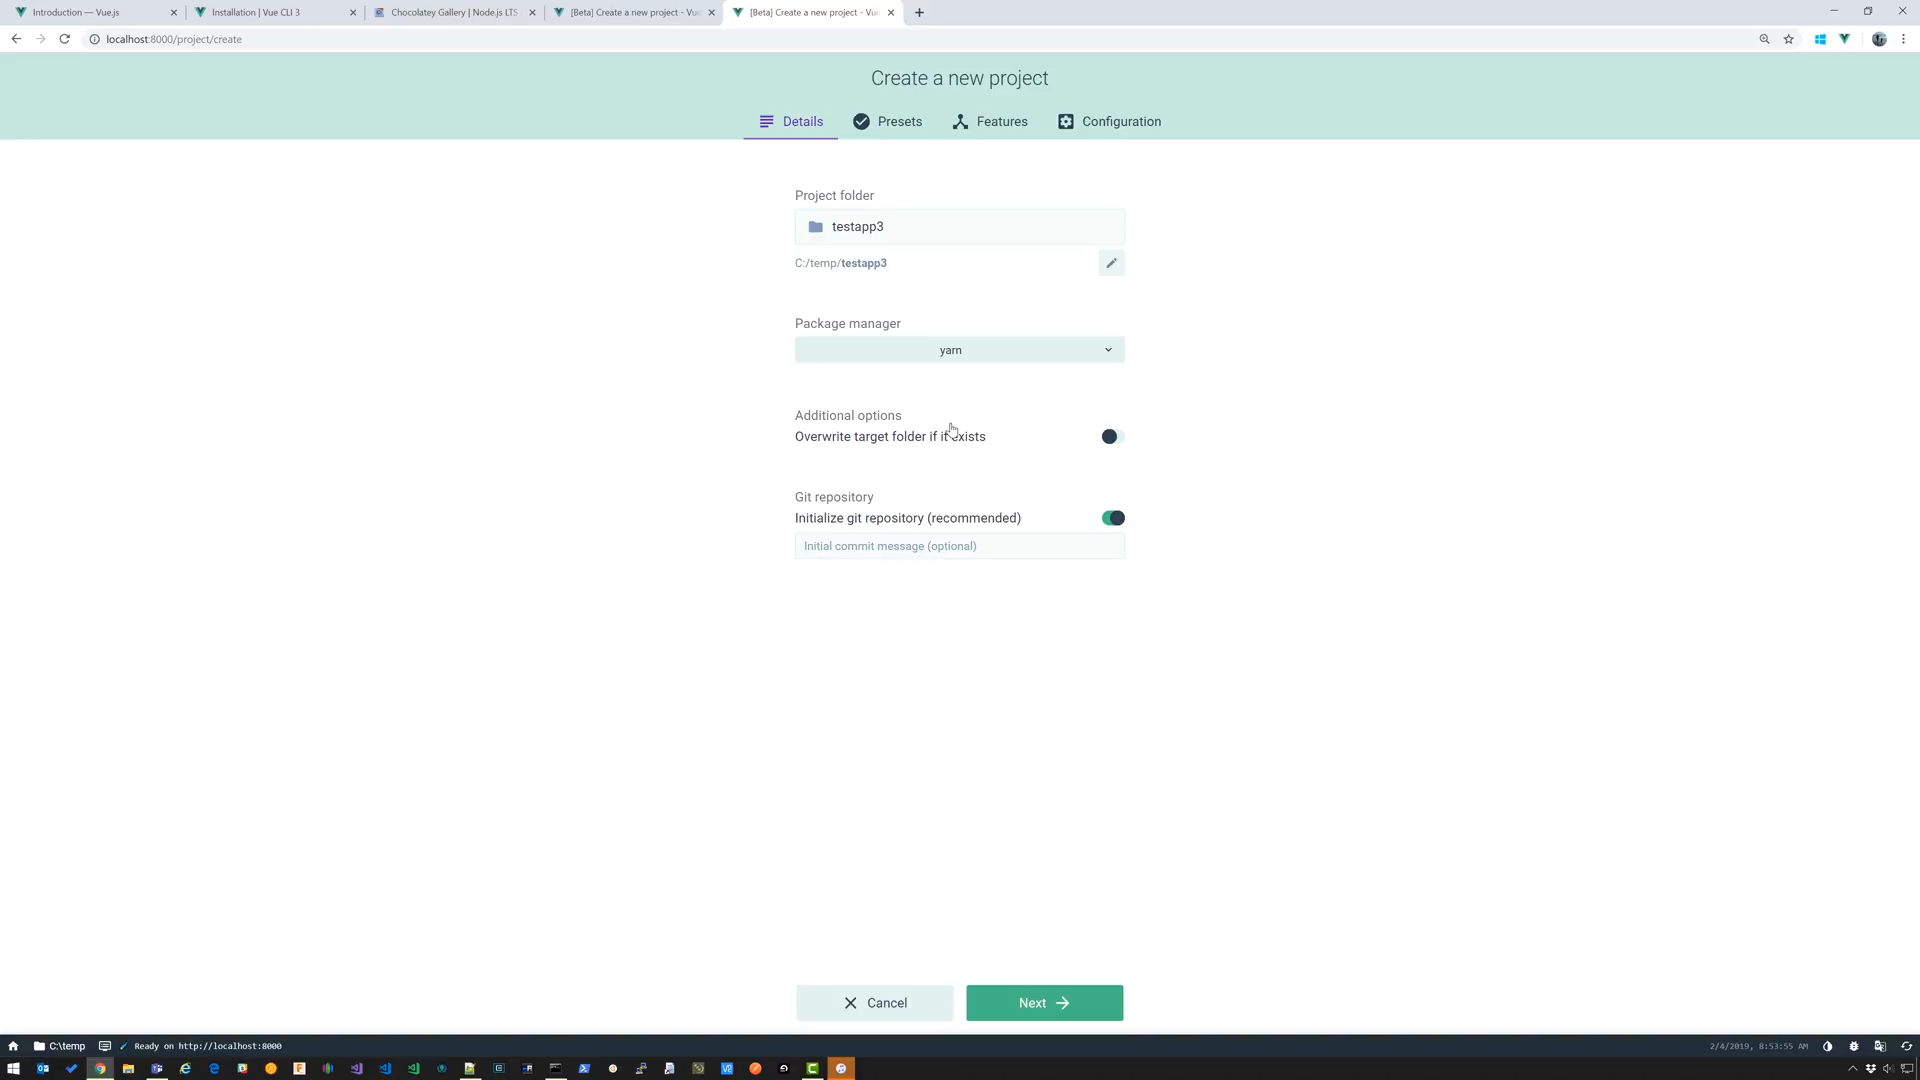 Introduction — Vue.js
Installation | Vue CLI 3
Chocolatey Gallery | Node.js LTS
[Beta] Create a new project - Vue
[Beta] Create a new project - Vue
localhost:8000/project/create
Create a new project
Details
Presets
Features
Configuration
Project folder
testapp3
C:/temp/testapp3
Package manager
yarn
Additional options
Overwrite target folder if it exists
Git repository
Initialize git repository (recommended)
Initial commit message (optional)
Cancel
Next
C:\temp
Ready on http://localhost:8000
2/4/2019, 8:53:55 AM